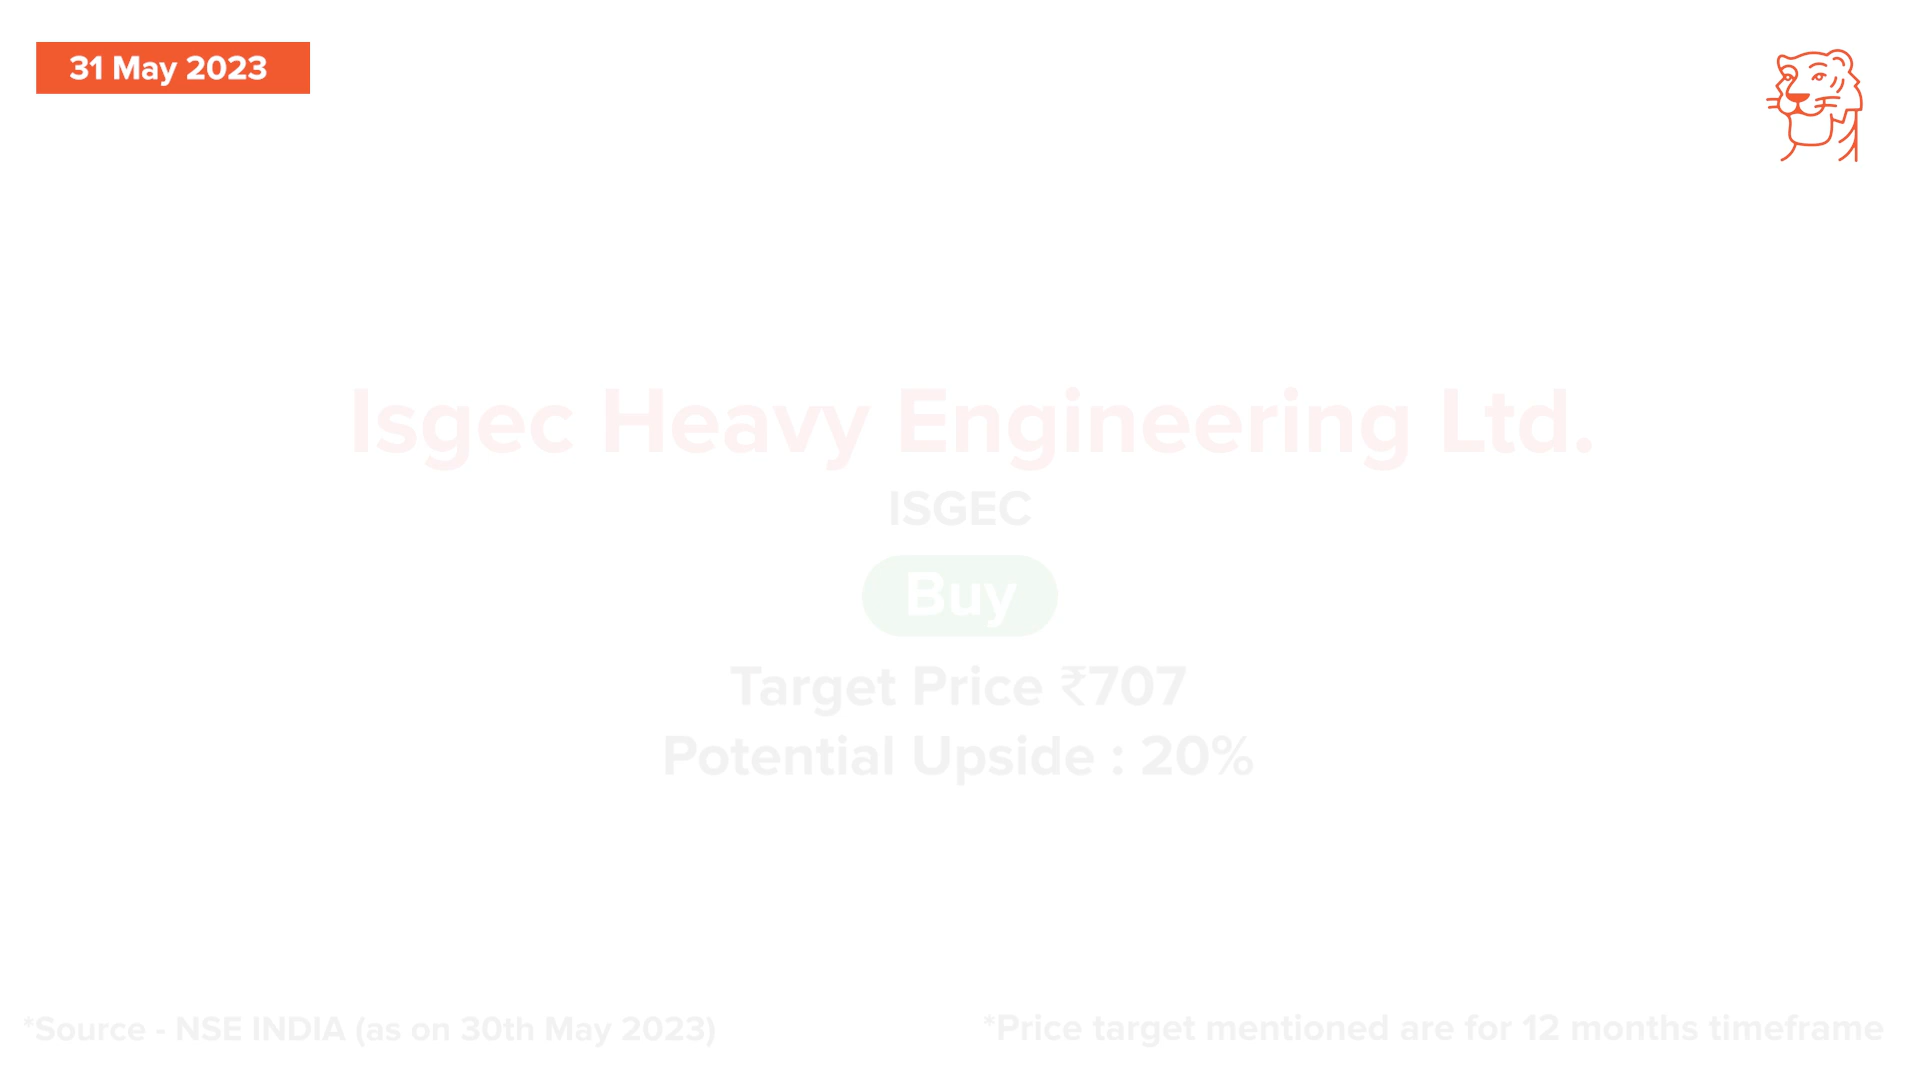 31 May 2023
Isgec Heavy Engineering Ltd.
ISGEC
Buy
Target Price ₹707
Potential Upside : 20%
*Source - NSE INDIA (as on 30th May 2023)
*Price target mentioned are for 12 months timeframe